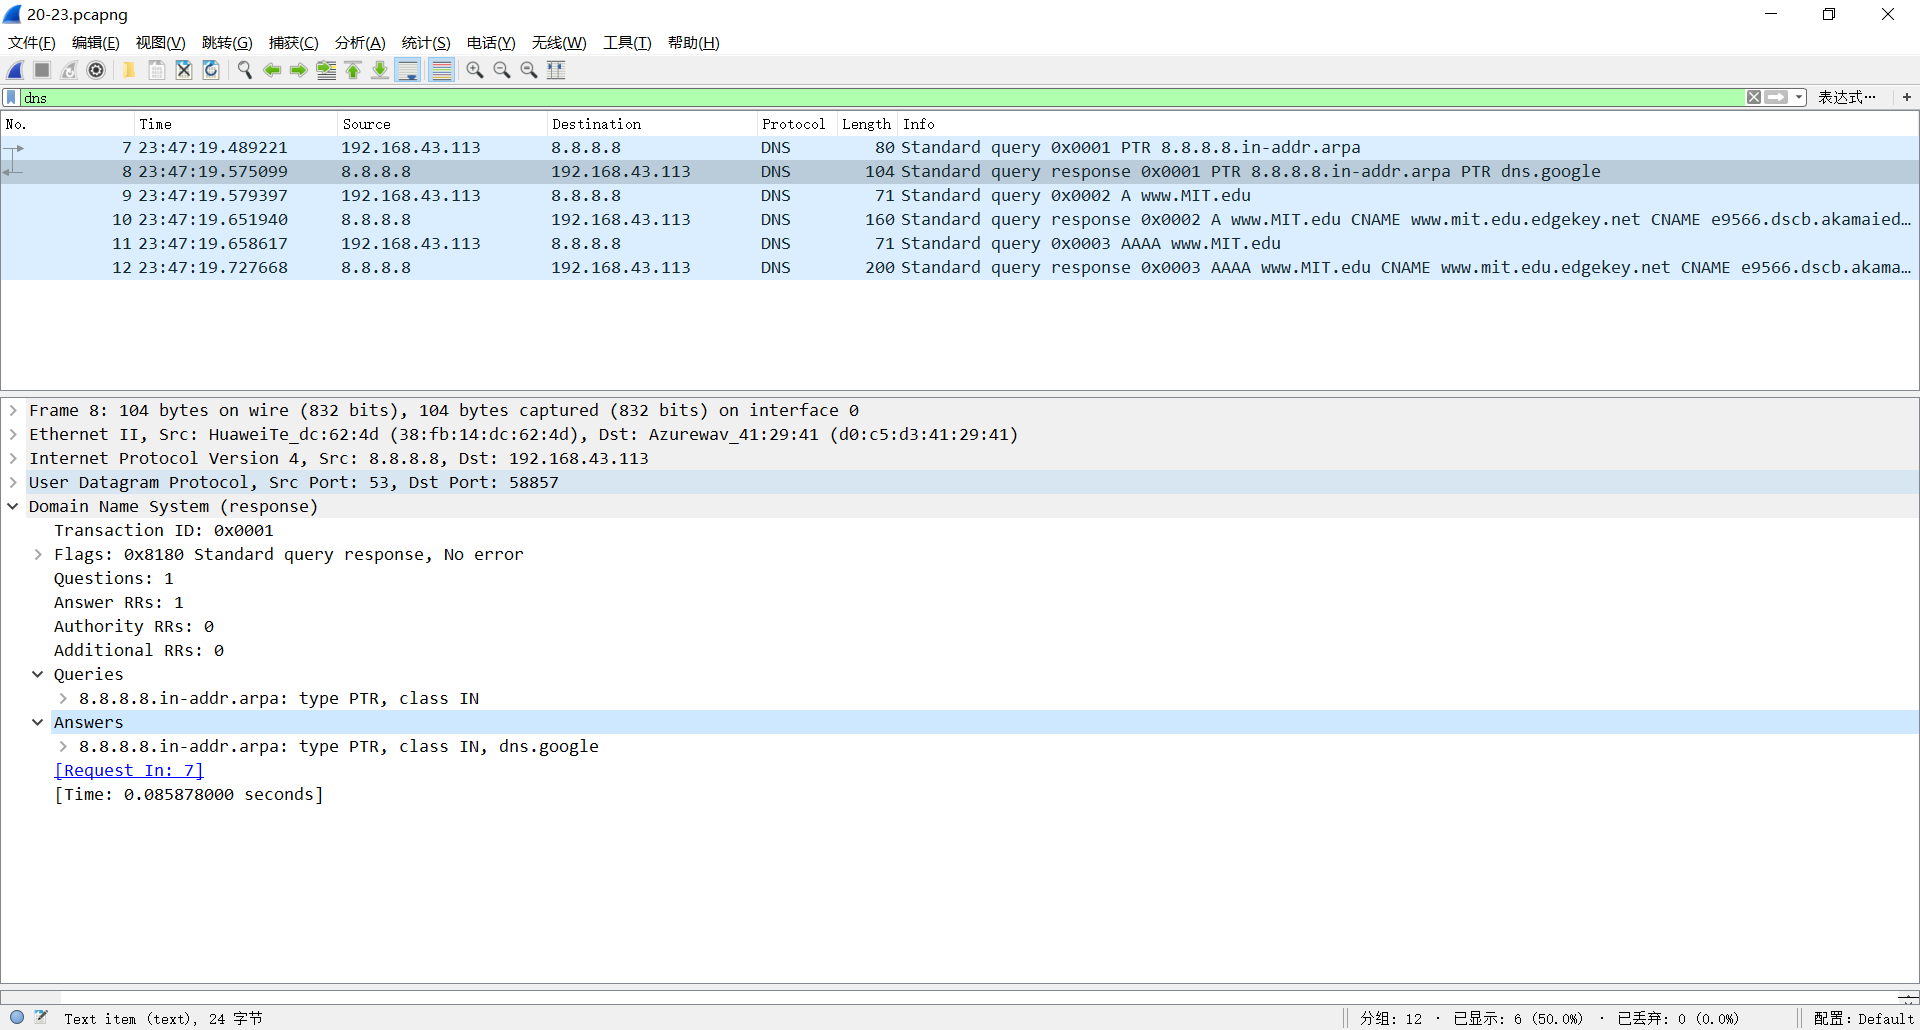 20-23.pcapng
文件(F) 编辑(E) 视图(V) 跳转(G) 捕获(C) 分析(A) 统计(S) 电话(Y) 无线(W) 工具(T) 帮助(H)
dns 表达式… +
No. Time Source Destination Protocol Length Info
7 23:47:19.489221 192.168.43.113 8.8.8.8 DNS 80 Standard query 0x0001 PTR 8.8.8.8.in-addr.arpa
8 23:47:19.575099 8.8.8.8 192.168.43.113 DNS 104 Standard query response 0x0001 PTR 8.8.8.8.in-addr.arpa PTR dns.google
9 23:47:19.579397 192.168.43.113 8.8.8.8 DNS 71 Standard query 0x0002 A www.MIT.edu
10 23:47:19.651940 8.8.8.8 192.168.43.113 DNS 160 Standard query response 0x0002 A www.MIT.edu CNAME www.mit.edu.edgekey.net CNAME e9566.dscb.akamaied…
11 23:47:19.658617 192.168.43.113 8.8.8.8 DNS 71 Standard query 0x0003 AAAA www.MIT.edu
12 23:47:19.727668 8.8.8.8 192.168.43.113 DNS 200 Standard query response 0x0003 AAAA www.MIT.edu CNAME www.mit.edu.edgekey.net CNAME e9566.dscb.akama…
Frame 8: 104 bytes on wire (832 bits), 104 bytes captured (832 bits) on interface 0
Ethernet II, Src: HuaweiTe_dc:62:4d (38:fb:14:dc:62:4d), Dst: Azurewav_41:29:41 (d0:c5:d3:41:29:41)
Internet Protocol Version 4, Src: 8.8.8.8, Dst: 192.168.43.113
User Datagram Protocol, Src Port: 53, Dst Port: 58857
Domain Name System (response)
Transaction ID: 0x0001
Flags: 0x8180 Standard query response, No error
Questions: 1
Answer RRs: 1
Authority RRs: 0
Additional RRs: 0
Queries
8.8.8.8.in-addr.arpa: type PTR, class IN
Answers
8.8.8.8.in-addr.arpa: type PTR, class IN, dns.google
[Request In: 7]
[Time: 0.085878000 seconds]
Text item (text), 24 字节 分组: 12 · 已显示: 6 (50.0%) · 已丢弃: 0 (0.0%) 配置: Default